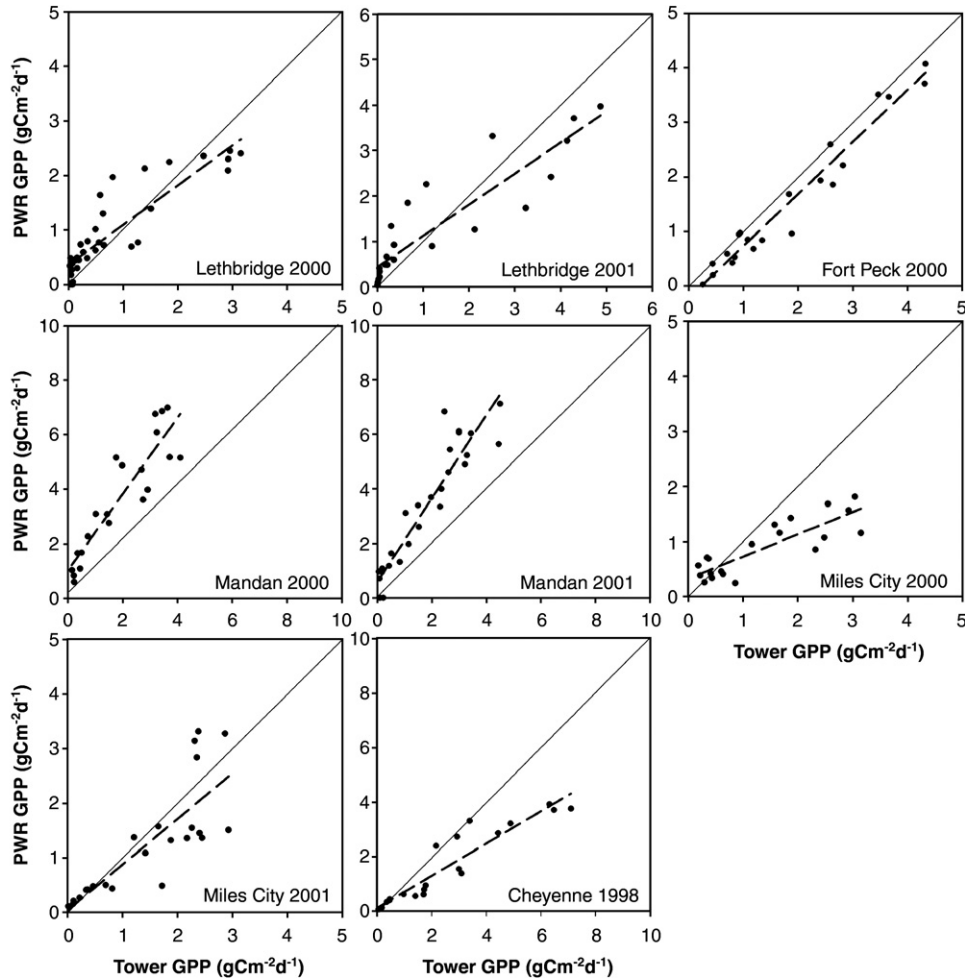 5 6 5
4 5 4
3 4 3
2 3 2
1 2 1
0 1 0
0
PWR GPP (gCm-2d-1)
Lethbridge 2000 Lethbridge 2001 Fort Peck 2000
0 1 2 3 4 5 0 1 2 3 4 5 6 0 1 2 3 4 5
10 10 5
8 8 4
6 6 3
4 4 2
2 2 1
0 0 0
PWR GPP (gCm-2d-1)
Mandan 2000 Mandan 2001 Miles City 2000
0 2 4 6 8 10 0 2 4 6 8 10 0 1 2 3 4 5
Tower GPP (gCm-2d-1)
5 10
4 8
3 6
2 4
1 2
0 0
PWR GPP (gCm-2d-1)
Miles City 2001 Cheyenne 1998
0 1 2 3 4 5 0 2 4 6 8 10
Tower GPP (gCm-2d-1) Tower GPP (gCm-2d-1)